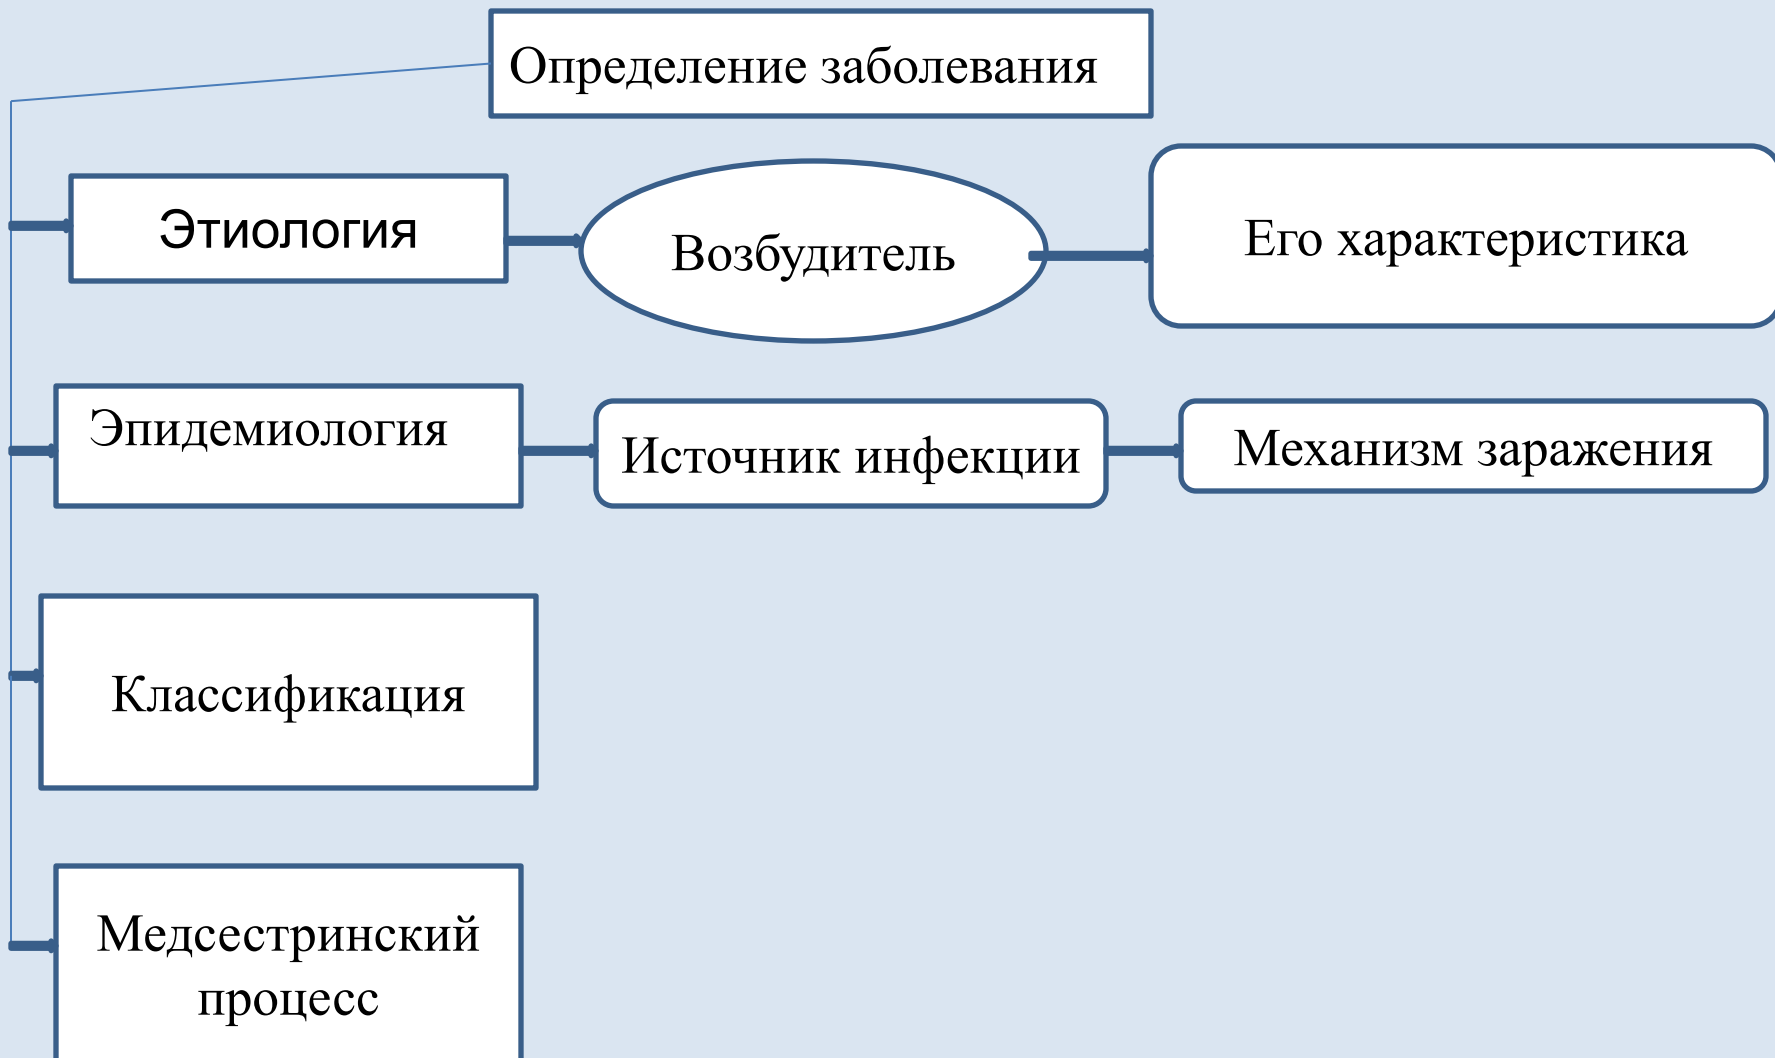 Определение заболевания
Этиология
Возбудитель
Его характеристика
Эпидемиология
Источник инфекции
Механизм заражения
Классификация
Медсестринский
процесс